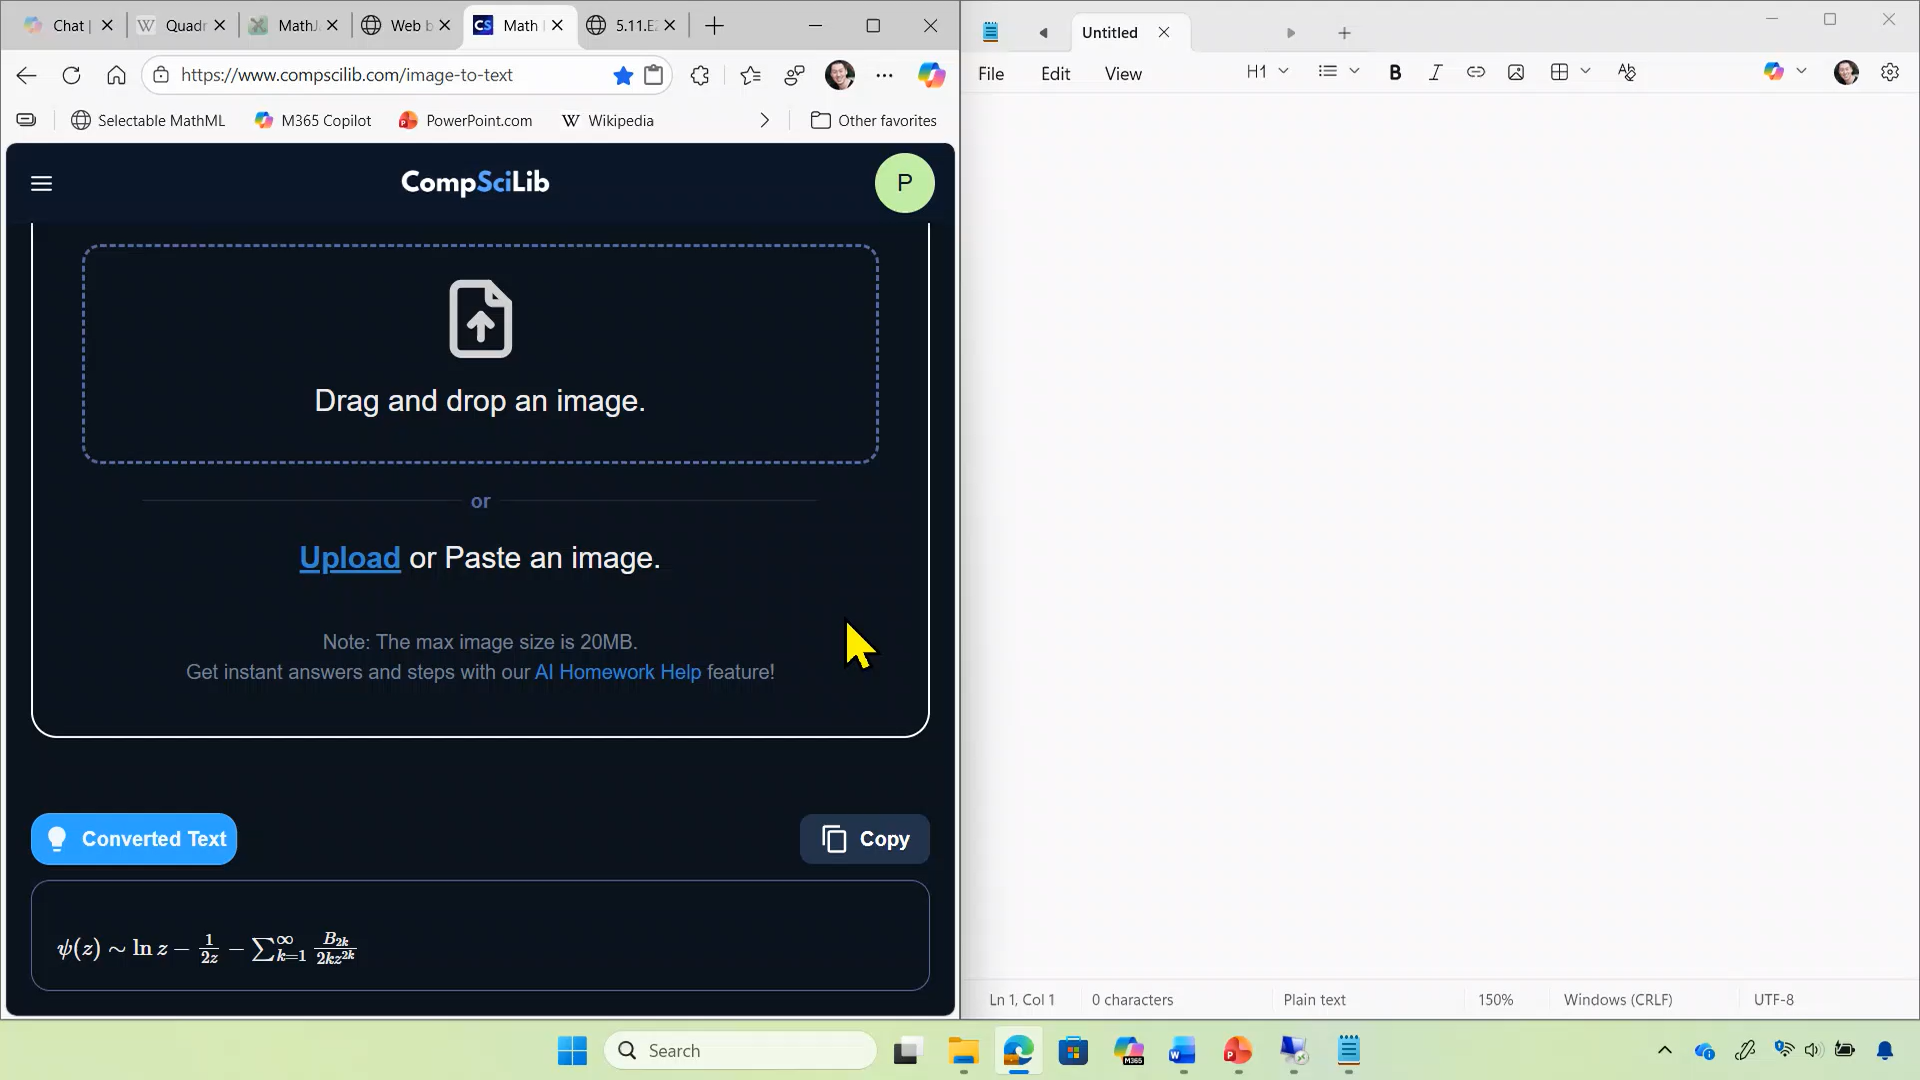 Chat |
Quadr
MathJ
Web b
Math
5.11.E
https://www.compscilib.com/image-to-text
Selectable MathML
M365 Copilot
PowerPoint.com
Wikipedia
Other favorites
CompSciLib
P
Drag and drop an image.
or
Upload or Paste an image.
Note: The max image size is 20MB.
Get instant answers and steps with our AI Homework Help feature!
Converted Text
Copy
ψ(z) ∼ ln z − 1/2z − ∑_{k=1}^{∞} B_{2k}/2kz^{2k}
Untitled
File Edit View
H1
B I
Ln 1, Col 1
0 characters
Plain text
150%
Windows (CRLF)
UTF-8
Search